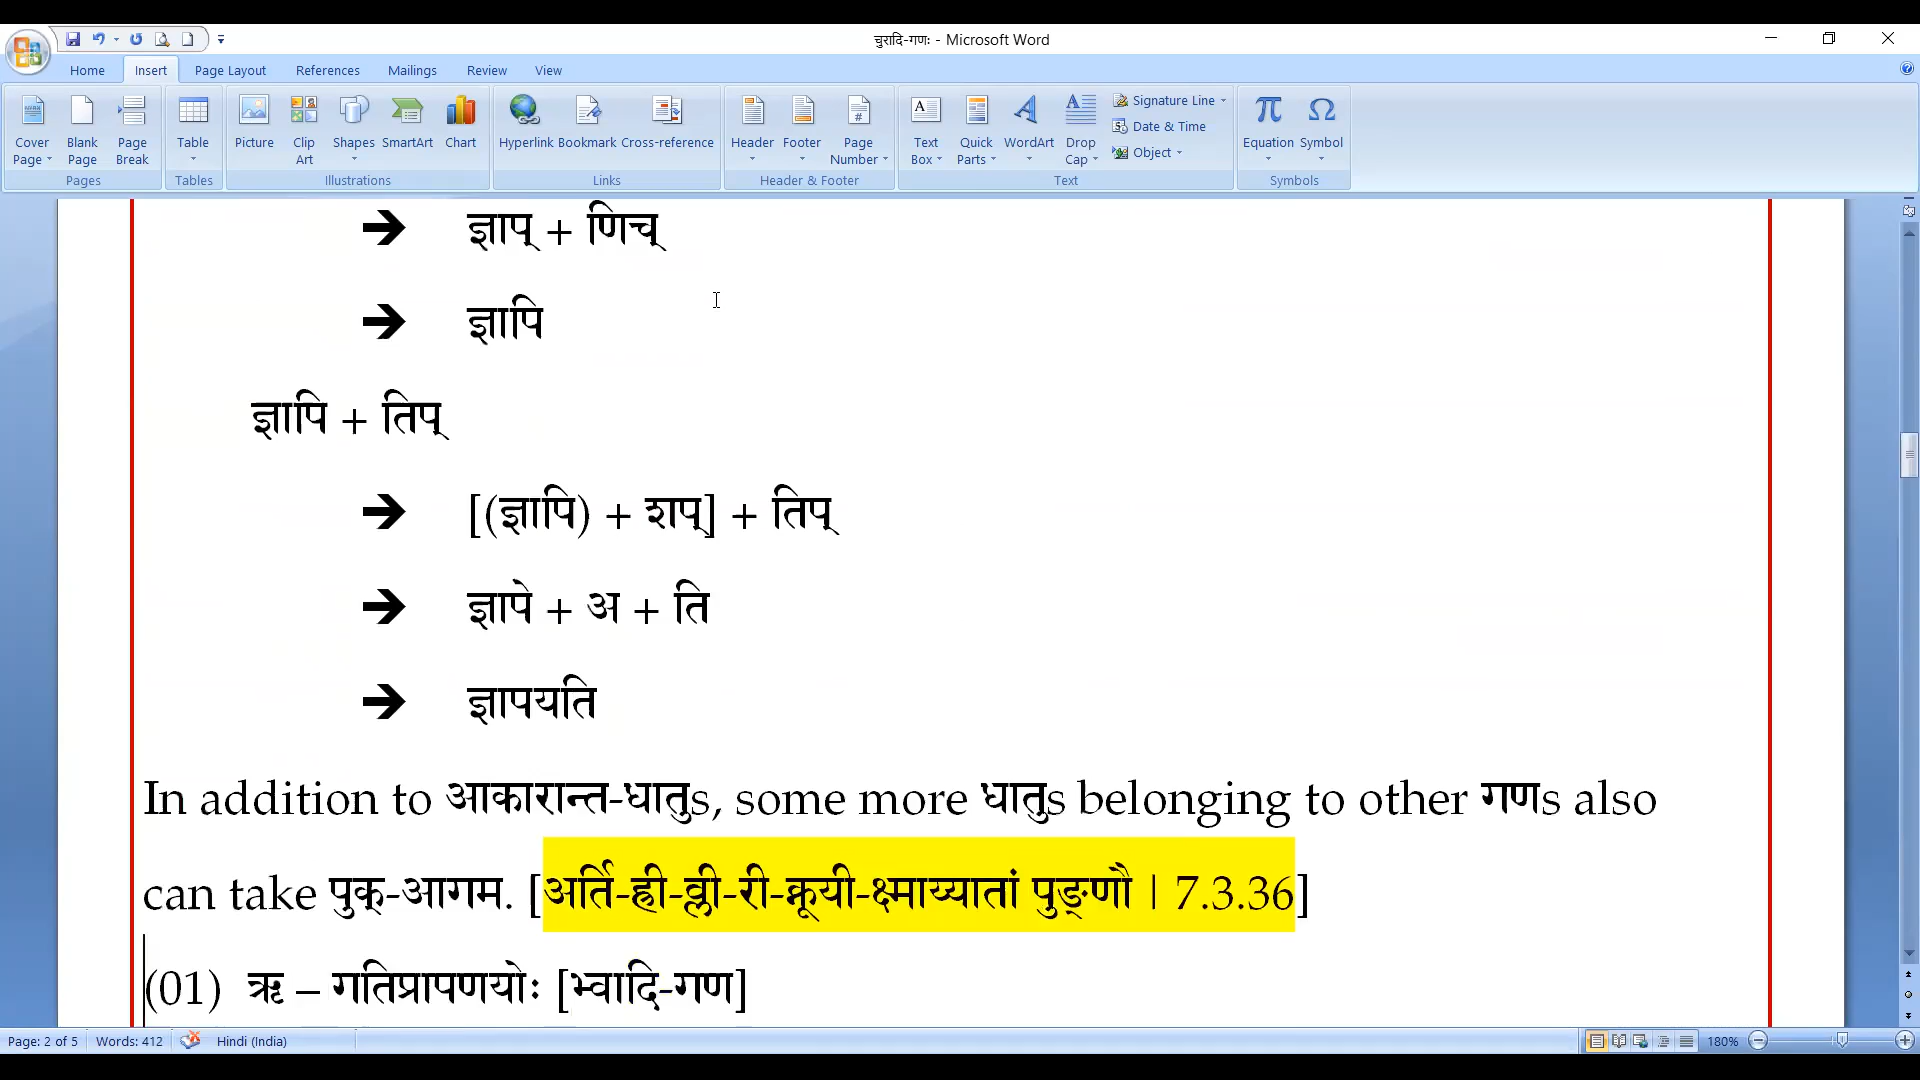 चुरादि-गणः - Microsoft Word
Home Insert Page Layout References Mailings Review View
Cover Page Blank Page Page Break Table Picture Clip Art Shapes SmartArt Chart Hyperlink Bookmark Cross-reference Header Footer Page Number Text Box Quick Parts WordArt Drop Cap Signature Line Date & Time Object Equation Symbol
Pages Tables Illustrations Links Header & Footer Text Symbols
➔ ज्ञाप् + णिच्
➔ ज्ञापि
ज्ञापि + तिप्
➔ [(ज्ञापि) + शप्] + तिप्
➔ ज्ञापे + अ + ति
➔ ज्ञापयति
In addition to आकारान्त-धातुs, some more धातुs belonging to other गणs also
can take पुक्-आगम. [अर्ति-ह्री-व्ली-री-क्नूयी-क्ष्माय्यातां पुङ्णौ | 7.3.36]
(01) ऋ – गतिप्रापणयोः [भ्वादि-गण]
Page: 2 of 5 Words: 412 Hindi (India) 180%